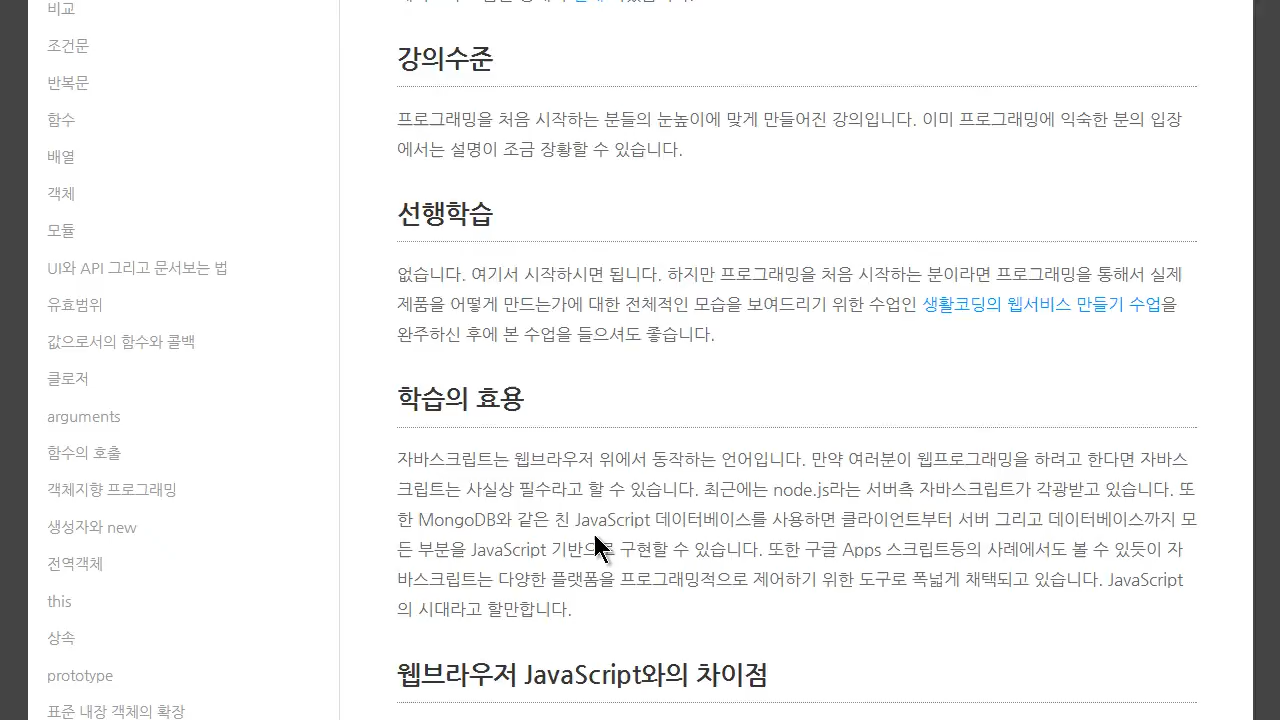 비교
조건문
반복문
함수
배열
객체
모듈
UI와 API 그리고 문서보는 법
유효범위
값으로서의 함수와 콜백
클로저
arguments
함수의 호출
객체지향 프로그래밍
생성자와 new
전역객체
this
상속
prototype
표준 내장 객체의 확장
강의수준
프로그래밍을 처음 시작하는 분들의 눈높이에 맞게 만들어진 강의입니다. 이미 프로그래밍에 익숙한 분의 입장
에서는 설명이 조금 장황할 수 있습니다.
선행학습
없습니다. 여기서 시작하시면 됩니다. 하지만 프로그래밍을 처음 시작하는 분이라면 프로그래밍을 통해서 실제
제품을 어떻게 만드는가에 대한 전체적인 모습을 보여드리기 위한 수업인 생활코딩의 웹서비스 만들기 수업을
완주하신 후에 본 수업을 들으셔도 좋습니다.
학습의 효용
자바스크립트는 웹브라우저 위에서 동작하는 언어입니다. 만약 여러분이 웹프로그래밍을 하려고 한다면 자바스
크립트는 사실상 필수라고 할 수 있습니다. 최근에는 node.js라는 서버측 자바스크립트가 각광받고 있습니다. 또
한 MongoDB와 같은 친 JavaScript 데이터베이스를 사용하면 클라이언트부터 서버 그리고 데이터베이스까지 모
든 부분을 JavaScript 기반으로 구현할 수 있습니다. 또한 구글 Apps 스크립트등의 사례에서도 볼 수 있듯이 자
바스크립트는 다양한 플랫폼을 프로그래밍적으로 제어하기 위한 도구로 폭넓게 채택되고 있습니다. JavaScript
의 시대라고 할만합니다.
웹브라우저 JavaScript와의 차이점